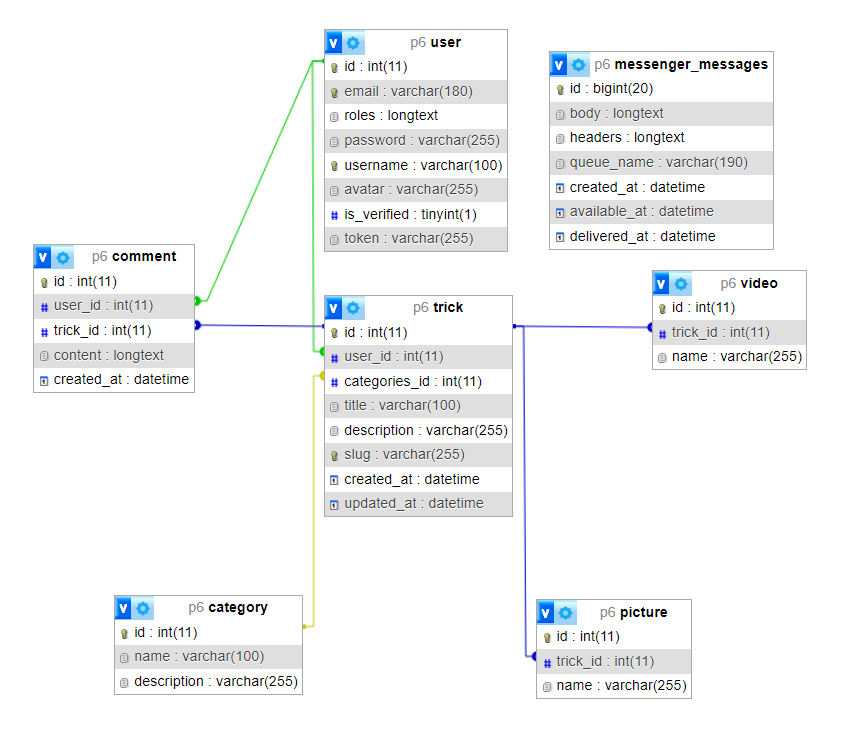 v p6 user
id : int(11)
email : varchar(180)
roles : longtext
password : varchar(255)
username : varchar(100)
avatar : varchar(255)
is_verified : tinyint(1)
token : varchar(255)
v p6 messenger_messages
id : bigint(20)
body : longtext
headers : longtext
queue_name : varchar(190)
created_at : datetime
available_at : datetime
delivered_at : datetime
v p6 comment
id : int(11)
user_id : int(11)
trick_id : int(11)
content : longtext
created_at : datetime
v p6 trick
id : int(11)
user_id : int(11)
categories_id : int(11)
title : varchar(100)
description : varchar(255)
slug : varchar(255)
created_at : datetime
updated_at : datetime
v p6 video
id : int(11)
trick_id : int(11)
name : varchar(255)
v p6 category
id : int(11)
name : varchar(100)
description : varchar(255)
v p6 picture
id : int(11)
trick_id : int(11)
name : varchar(255)